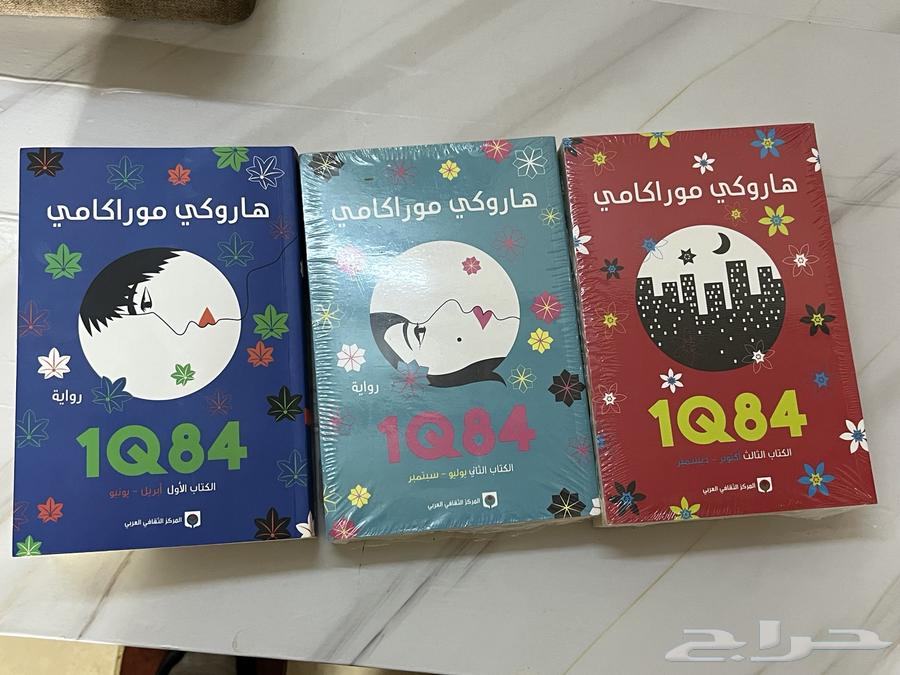 هاروكي موراكامي
رواية
1Q84
الكتاب الأول أبريل - يونيو
المركز الثقافي العربي
هاروكي موراكامي
رواية
1Q84
الكتاب الثاني يوليو - سبتمبر
المركز الثقافي العربي
هاروكي موراكامي
1Q84
الكتاب الثالث أكتوبر - ديسمبر
المركز الثقافي العربي
حراج